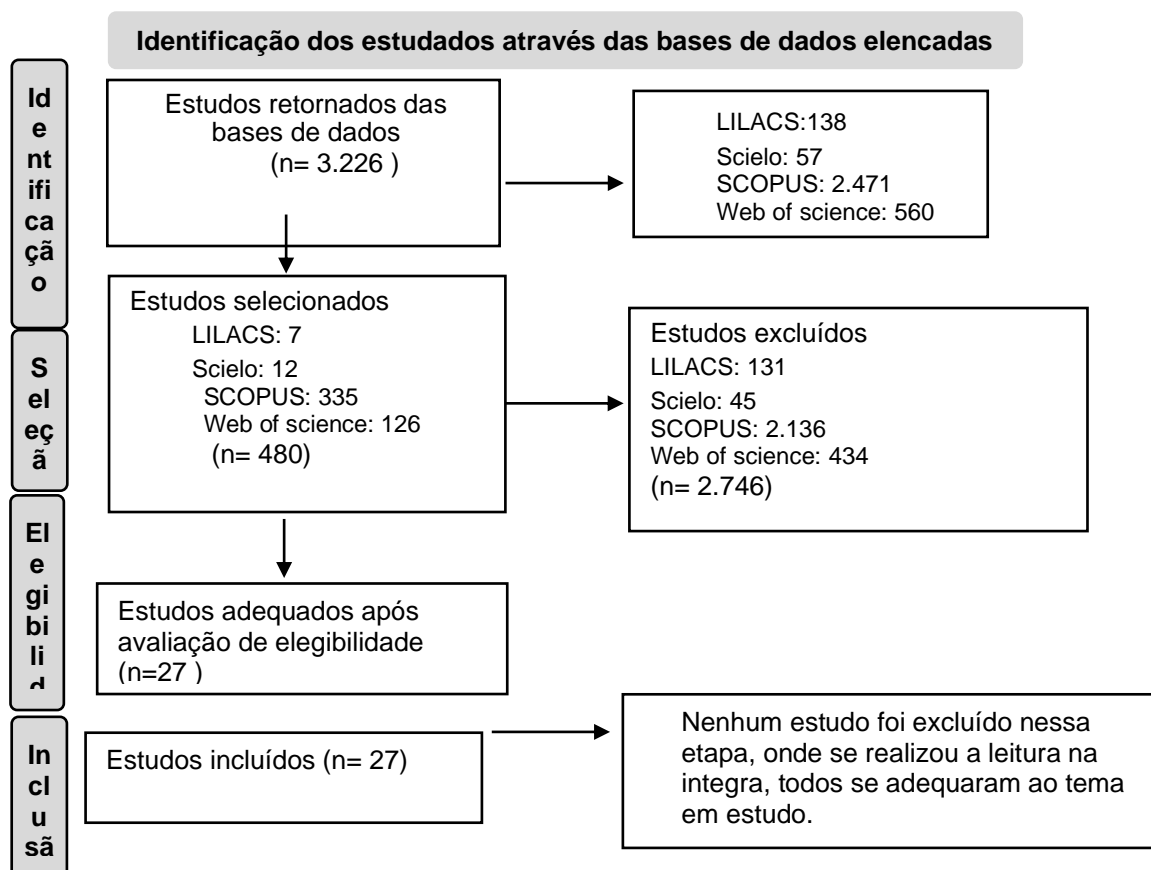 Identificação dos estudados através das bases de dados elencadas
Id
e
nt
ifi
ca
çã
o
Estudos retornados das
bases de dados
(n= 3.226 )
LILACS:138
Scielo: 57
SCOPUS: 2.471
Web of science: 560
S
el
eç
ã
Estudos selecionados
LILACS: 7
Scielo: 12
SCOPUS: 335
Web of science: 126
(n= 480)
Estudos excluídos
LILACS: 131
Scielo: 45
SCOPUS: 2.136
Web of science: 434
(n= 2.746)
El
e
gi
bi
li
d
Estudos adequados após
avaliação de elegibilidade
(n=27 )
In
cl
u
sã
Estudos incluídos (n= 27)
Nenhum estudo foi excluído nessa
etapa, onde se realizou a leitura na
integra, todos se adequaram ao tema
em estudo.